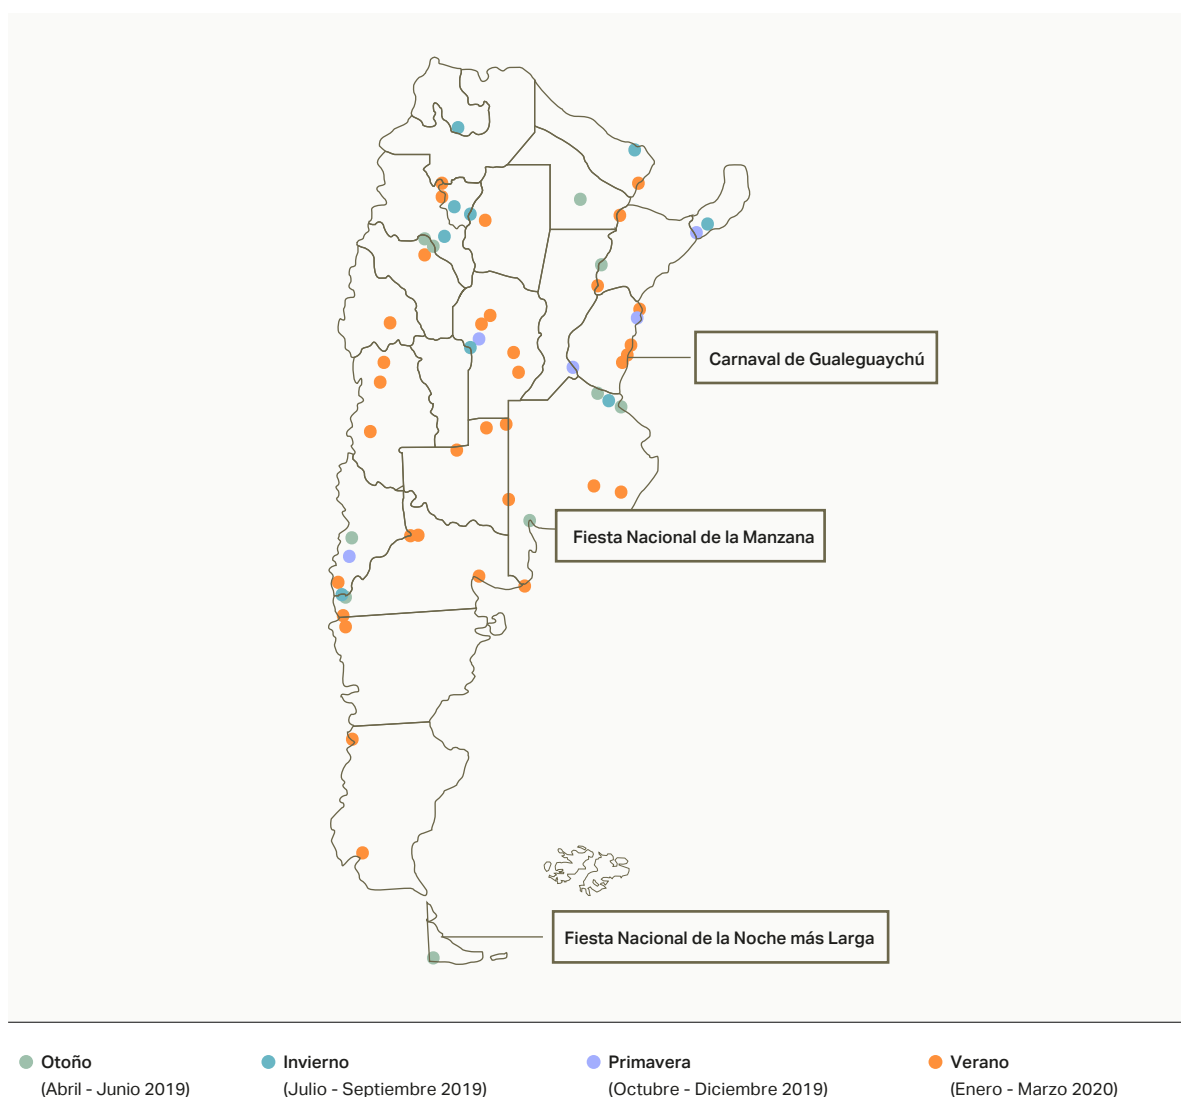 Carnaval de Gualeguaychú
Fiesta Nacional de la Manzana
Fiesta Nacional de la Noche más Larga
Otoño
(Abril - Junio 2019)
Invierno
(Julio - Septiembre 2019)
Primavera
(Octubre - Diciembre 2019)
Verano
(Enero - Marzo 2020)